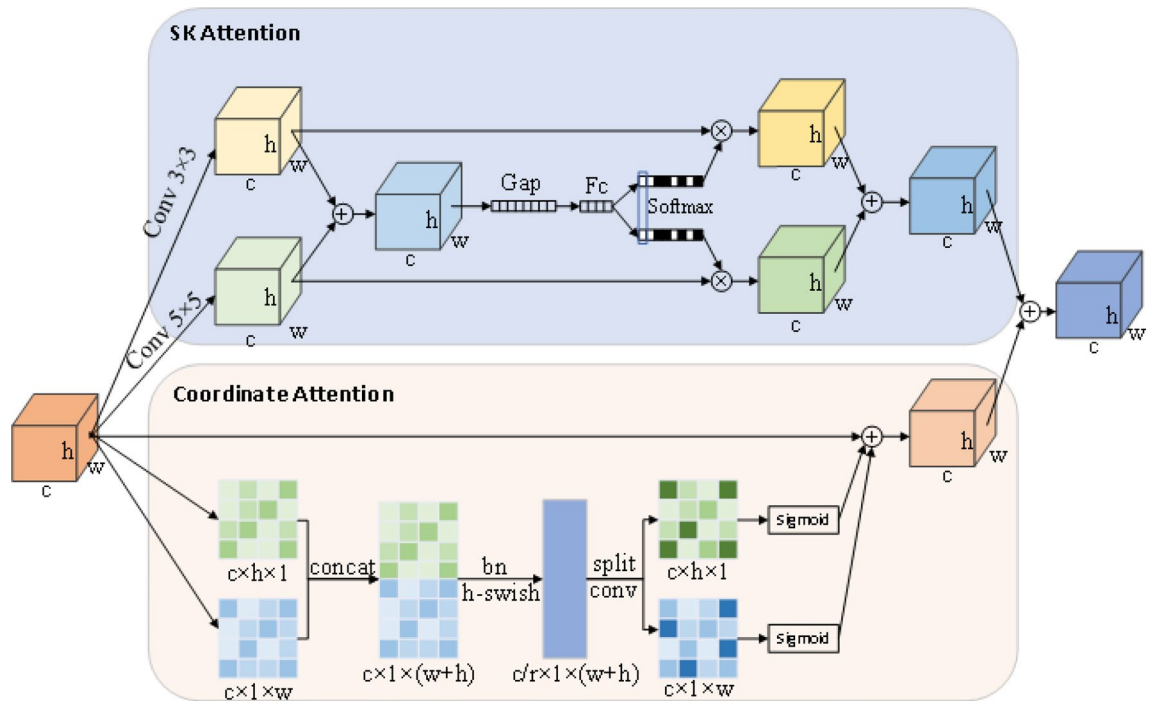 SK Attention
Conv 3×3
h
w
c
Conv 5×5
h
w
c
+
h
w
c
Gap
Fc
Softmax
×
×
h
w
c
h
w
c
+
h
w
c
+
h
w
c
Coordinate Attention
h
w
c
c×h×1
c×1×w
concat
c×1×(w+h)
bn
h-swish
c/r×1×(w+h)
split
conv
c×h×1
c×1×w
Sigmoid
Sigmoid
+
h
w
c